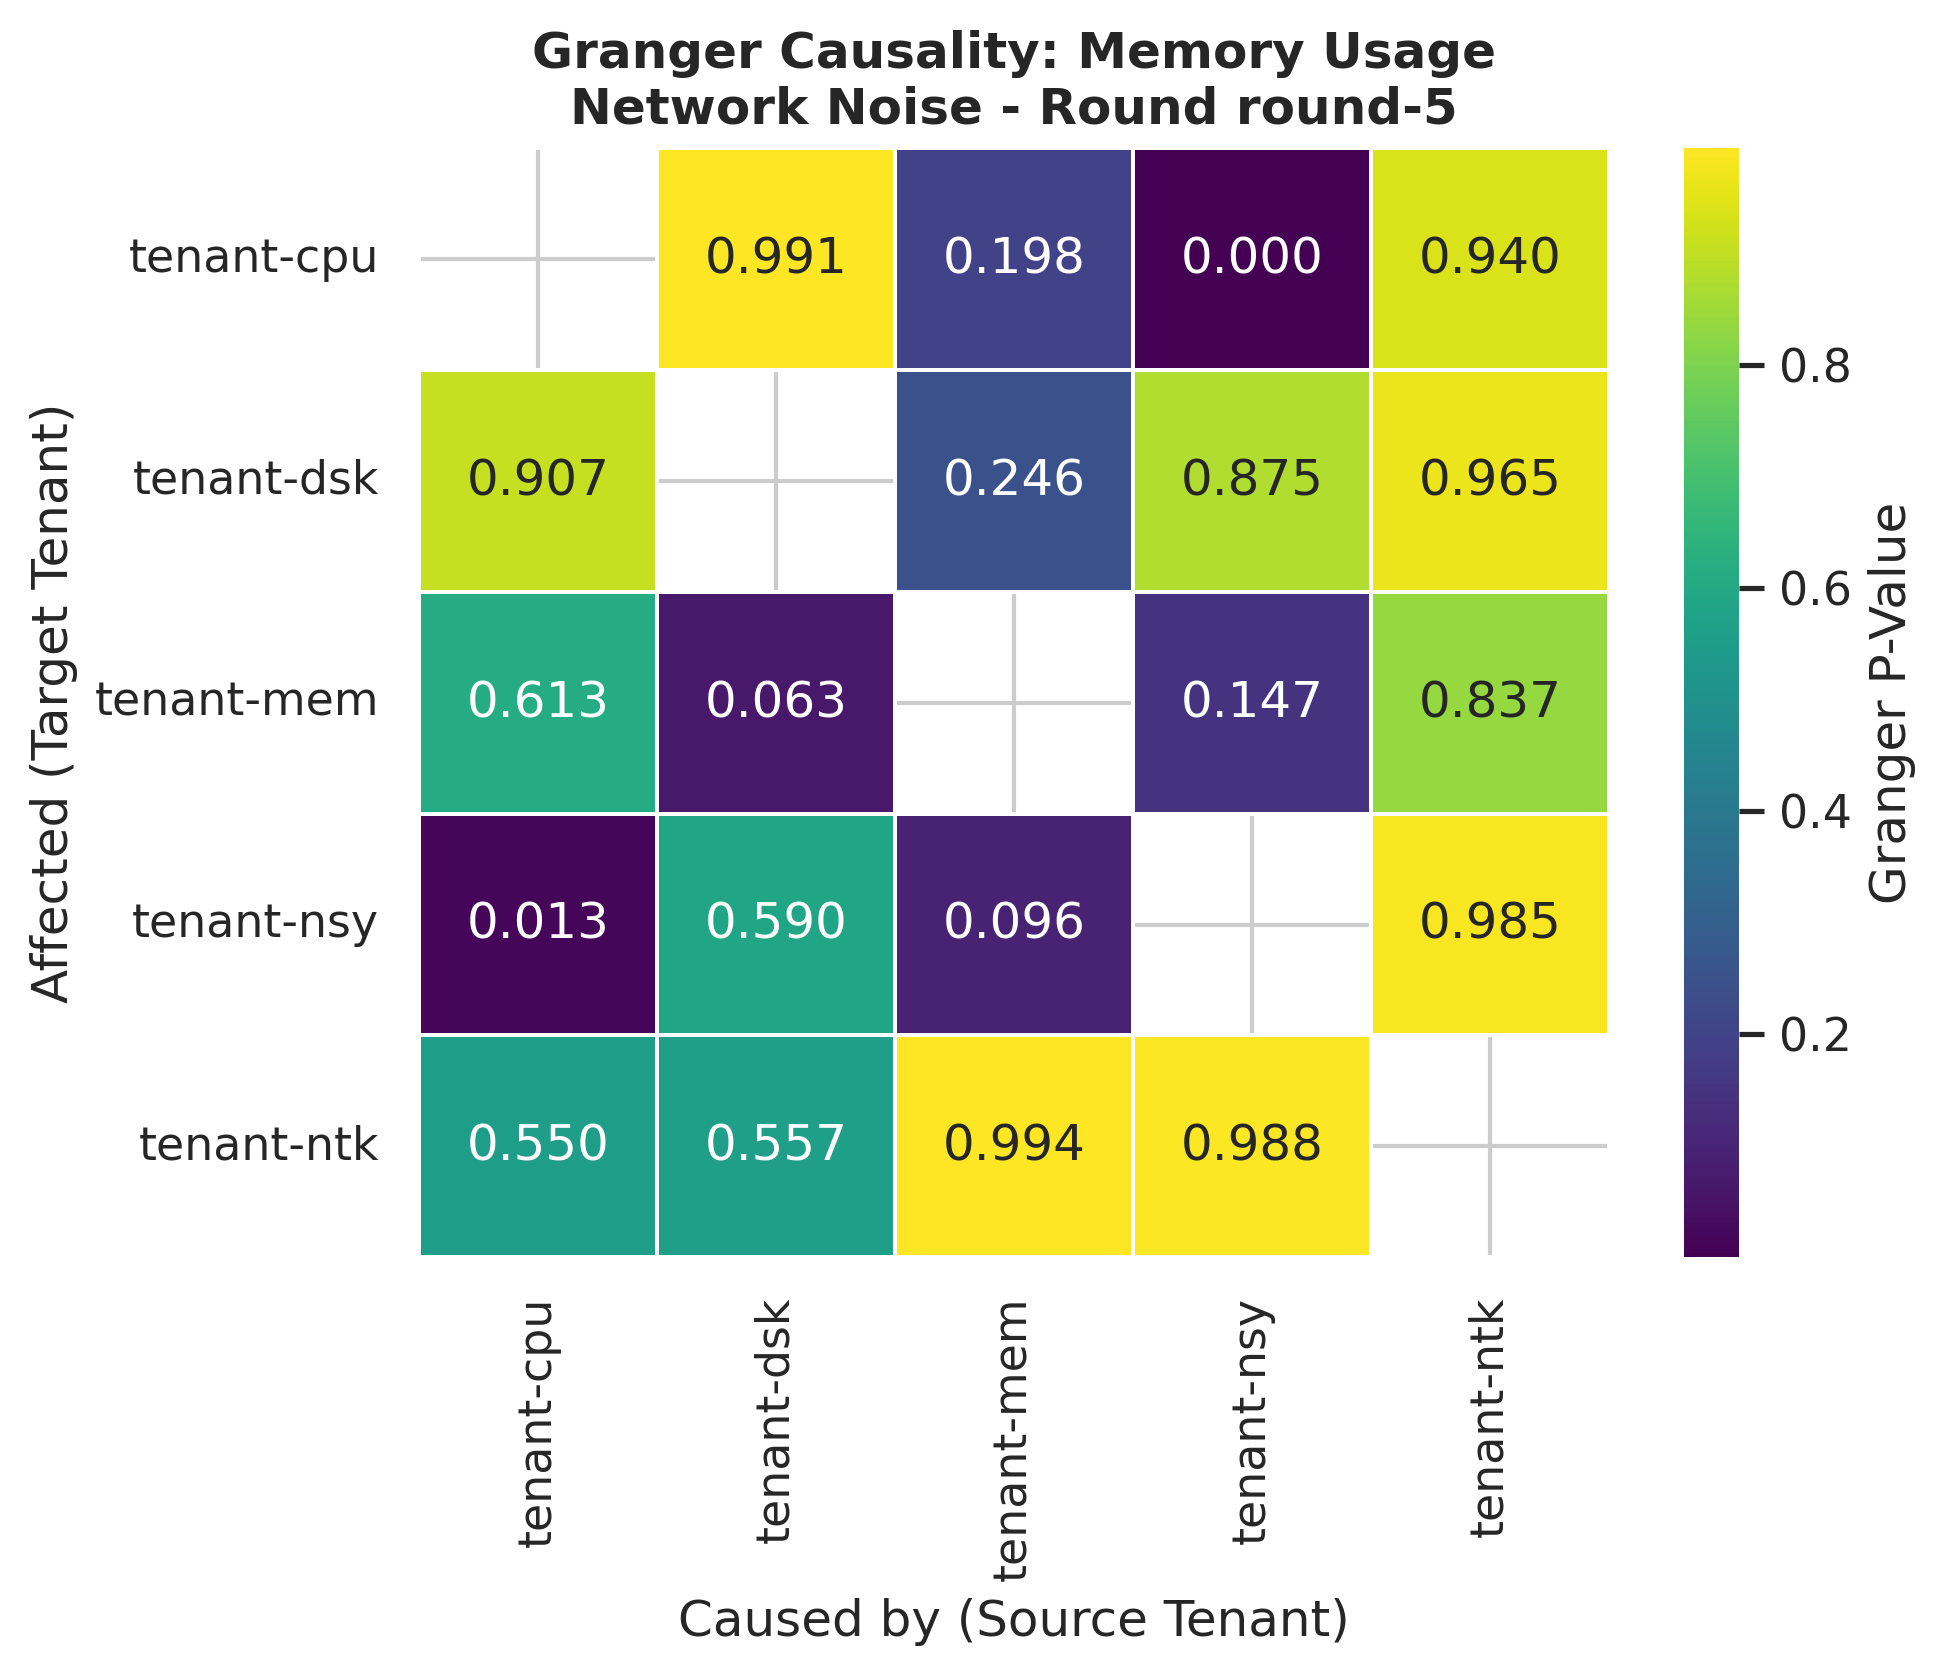 Granger Causality: Memory Usage
Network Noise - Round round-5
Affected (Target Tenant)
tenant-cpu 0.991 0.198 0.000 0.940
tenant-dsk 0.907 0.246 0.875 0.965
tenant-mem 0.613 0.063 0.147 0.837
tenant-nsy 0.013 0.590 0.096 0.985
tenant-ntk 0.550 0.557 0.994 0.988
tenant-cpu
tenant-dsk
tenant-mem
tenant-nsy
tenant-ntk
Caused by (Source Tenant)
0.8
0.6
0.4
0.2
Granger P-Value